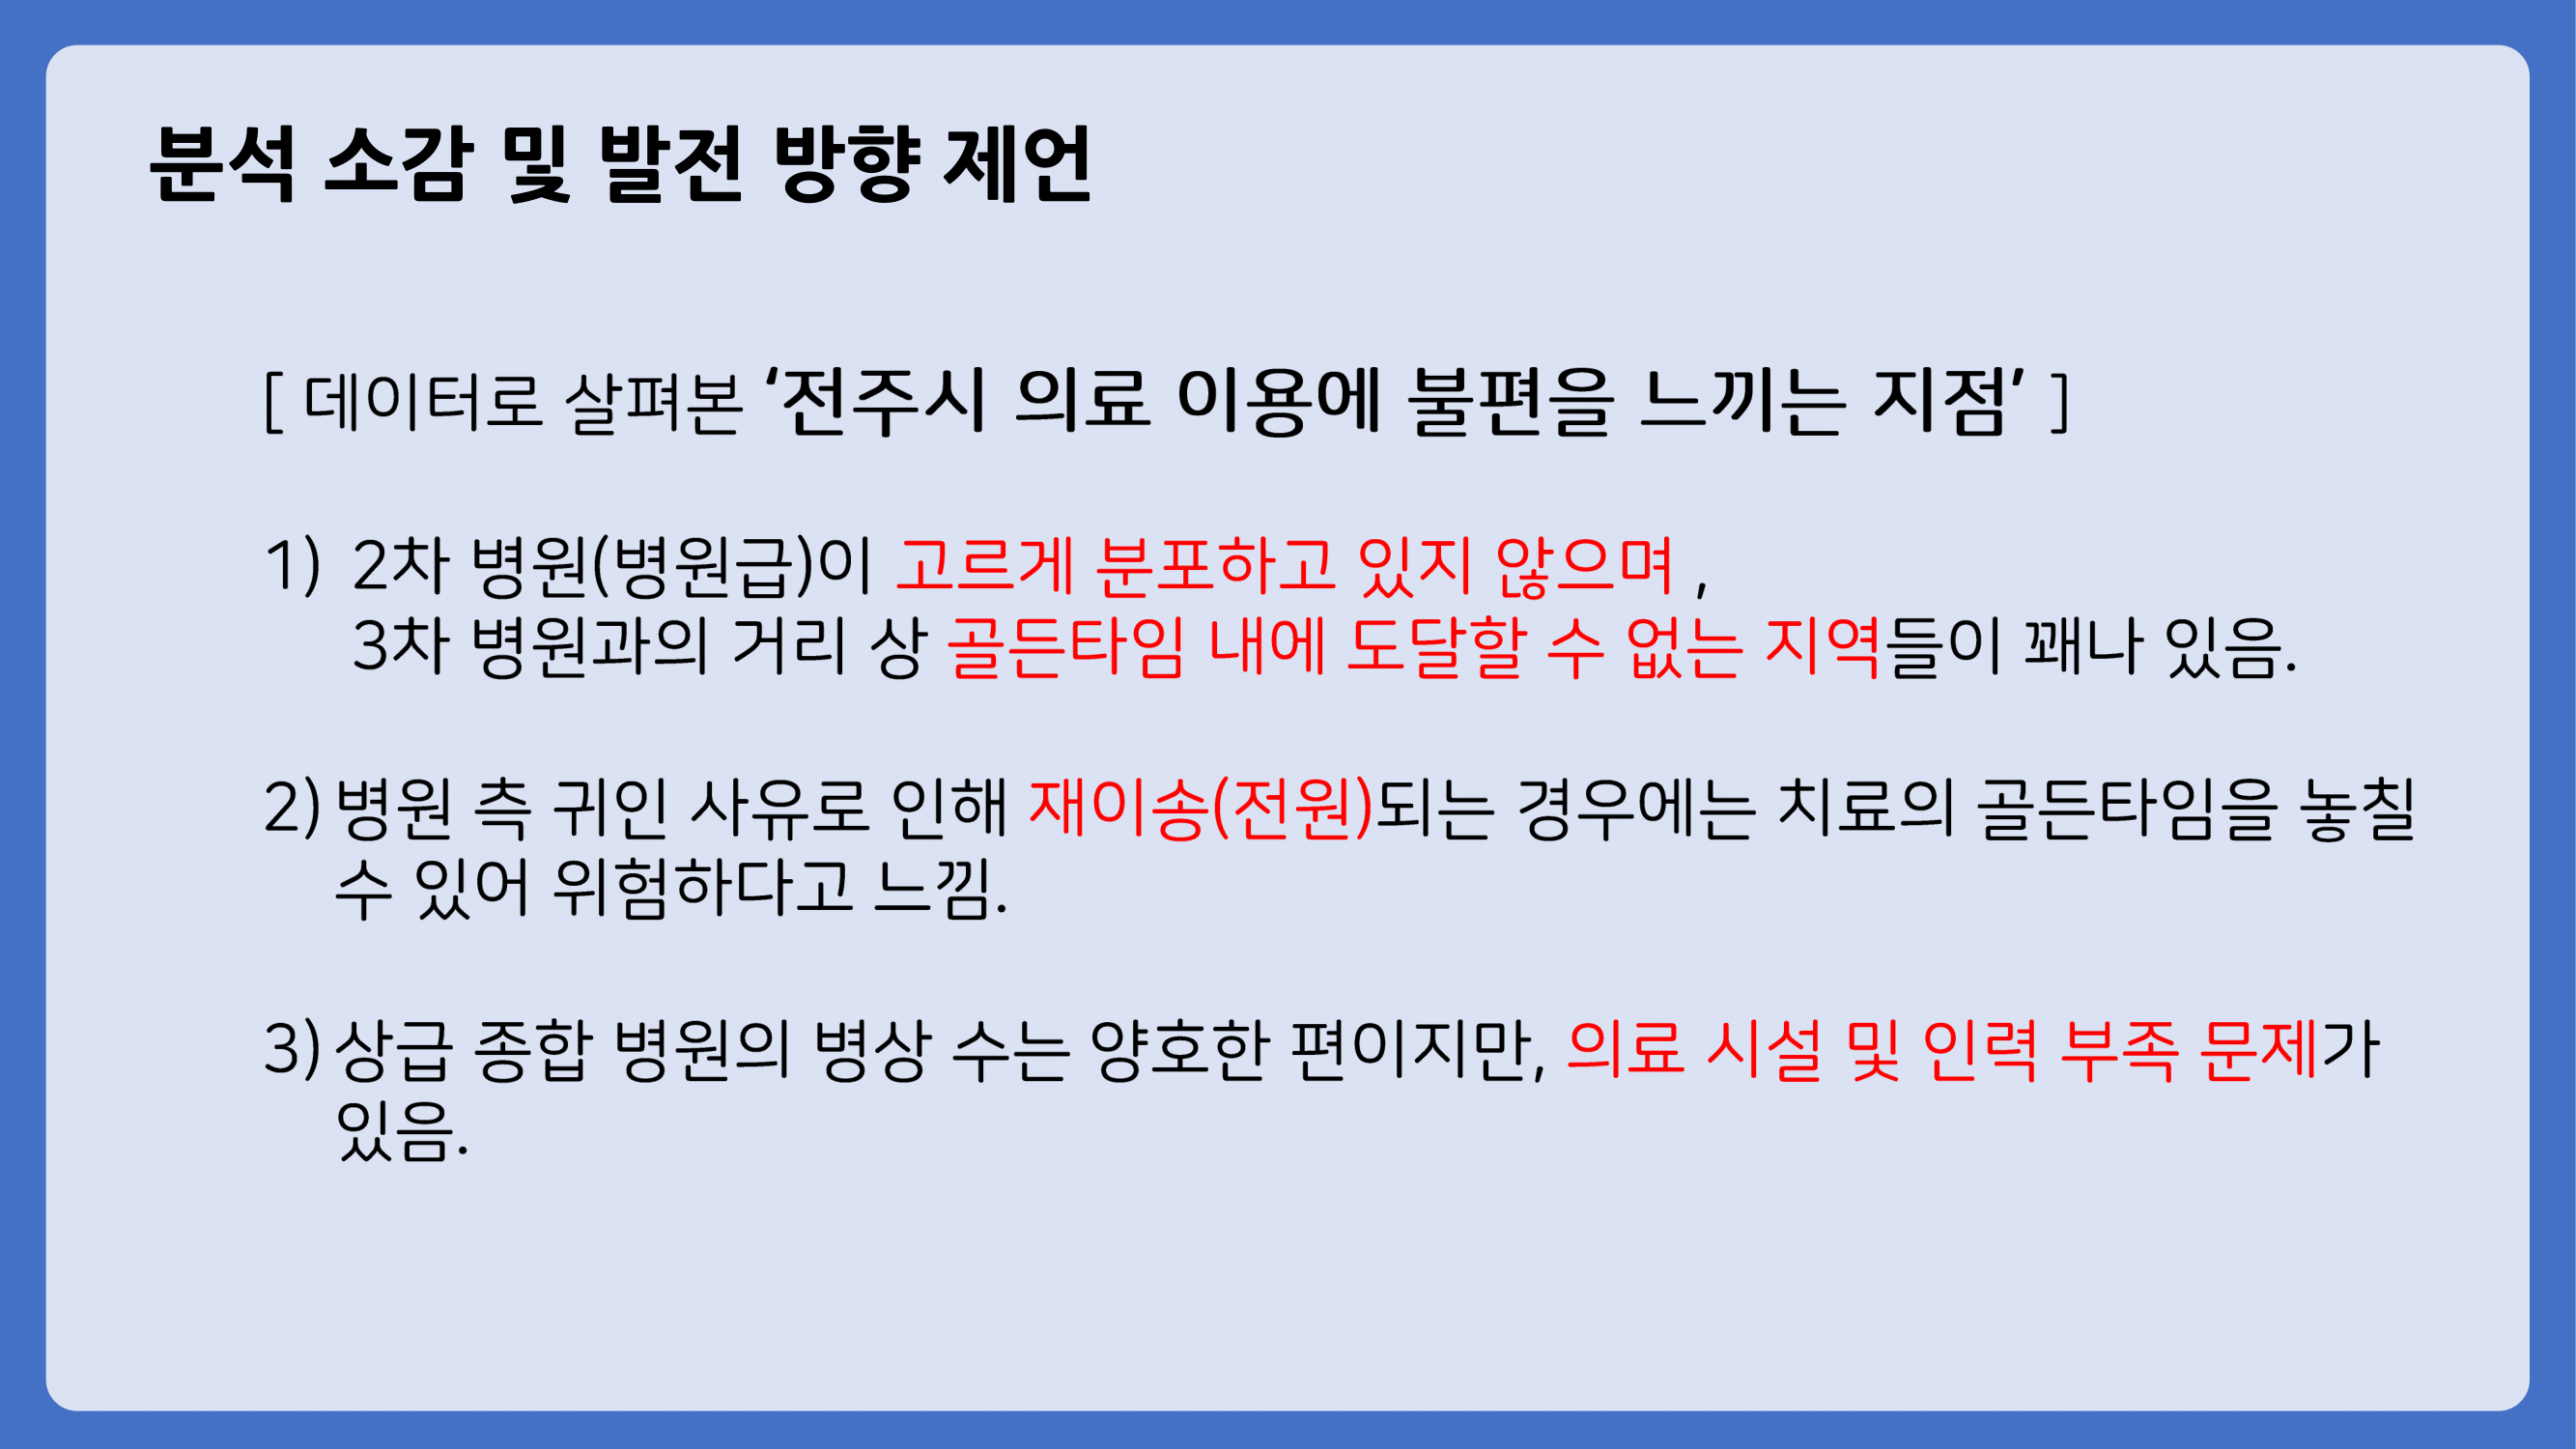 분석 소감 및 발전 방향 제언
[ 데이터로 살펴본 ‘전주시 의료 이용에 불편을 느끼는 지점’ ]
1) 2차 병원(병원급)이 고르게 분포하고 있지 않으며 ,
3차 병원과의 거리 상 골든타임 내에 도달할 수 없는 지역들이 꽤나 있음.
2) 병원 측 귀인 사유로 인해 재이송(전원)되는 경우에는 치료의 골든타임을 놓칠
수 있어 위험하다고 느낌.
3) 상급 종합 병원의 병상 수는 양호한 편이지만, 의료 시설 및 인력 부족 문제가
있음.